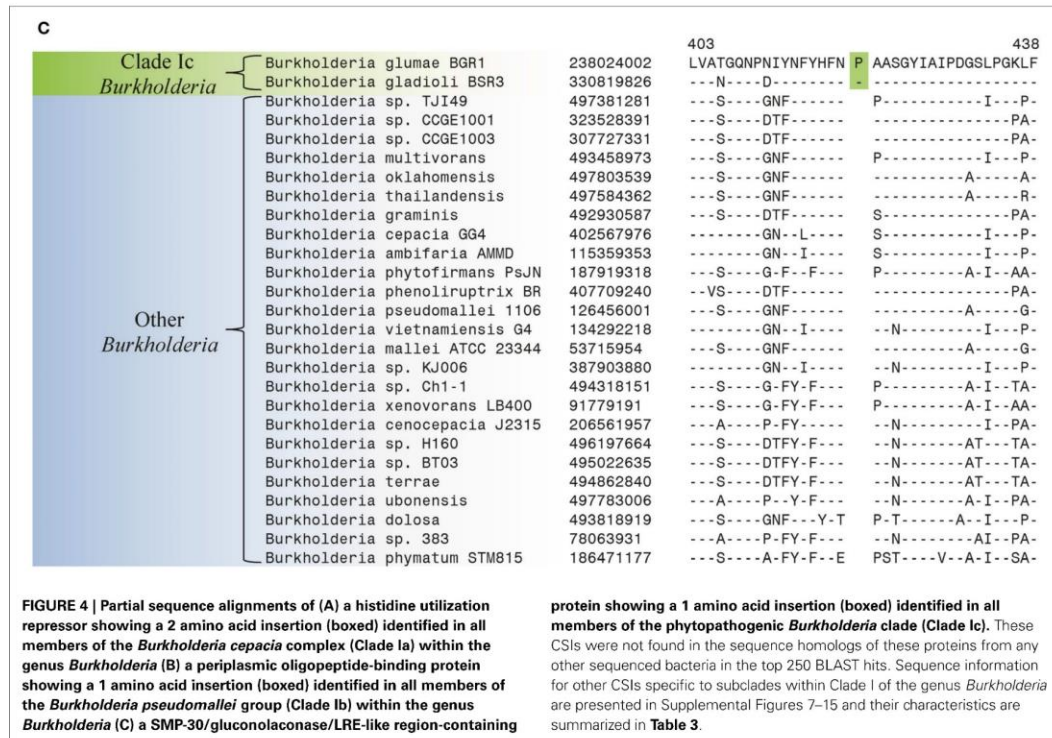 C
403 438
Clade Ic
Burkholderia
Burkholderia glumae BGR1 238024002 LVATGQNPNIYNFYHFN P AASGYIAIPDGSLPGKLF
Burkholderia gladioli BSR3 330819826 ---N----D-------- - ------------------
Other
Burkholderia
Burkholderia sp. TJI49 497381281 ---S----GNF------ P-----------I---P-
Burkholderia sp. CCGE1001 323528391 --------DTF------ ---------------PA-
Burkholderia sp. CCGE1003 307727331 ---S----DTF------ ---------------PA-
Burkholderia multivorans 493458973 ---S----GNF------ P-----------I---P-
Burkholderia oklahomensis 497803539 ---S----GNF------ ----------A-----A-
Burkholderia thailandensis 497584362 ---S----GNF------ ----------------R-
Burkholderia graminis 492930587 ---S----DTF------ S--------------PA-
Burkholderia cepacia GG4 402567976 --------GN--L---- S-----------I---P-
Burkholderia ambifaria AMMD 115359353 --------GN--I---- S-----------I---P-
Burkholderia phytofirmans PsJN 187919318 ---S----G-F--F--- P---------A-I--AA-
Burkholderia phenoliruptrix BR 407709240 --VS----DTF------ ---------------PA-
Burkholderia pseudomallei 1106 126456001 ---S----GNF------ ----------A-----G-
Burkholderia vietnamiensis G4 134292218 --------GN--I---- --N---------I---P-
Burkholderia mallei ATCC 23344 53715954 ---S----GNF------ ----------A-----G-
Burkholderia sp. KJ006 387903880 --------GN--I---- --N---------I---P-
Burkholderia sp. Ch1-1 494318151 ---S----G-FY-F--- P---------A-I--TA-
Burkholderia xenovorans LB400 91779191 ---S----G-FY-F--- P---------A-I--AA-
Burkholderia cenocepacia J2315 206561957 ---A----P-FY----- --N---------I--PA-
Burkholderia sp. H160 496197664 ---S----DTFY-F--- --N-------AT---TA-
Burkholderia sp. BT03 495022635 ---S----DTFY-F--- --N-------AT---TA-
Burkholderia terrae 494862840 ---S----DTFY-F--- --N-------AT---TA-
Burkholderia ubonensis 497783006 ---A----P--Y-F--- --N-------A-I--PA-
Burkholderia dolosa 493818919 ---S----GNF---Y-T P-T------A--I---P-
Burkholderia sp. 383 78063931 ---A----P-FY-F--- --N--------AI--PA-
Burkholderia phymatum STM815 186471177 ---S----A-FY-F--E PST----V--A-I--SA-
FIGURE 4 | Partial sequence alignments of (A) a histidine utilization
repressor showing a 2 amino acid insertion (boxed) identified in all
members of the Burkholderia cepacia complex (Clade Ia) within the
genus Burkholderia (B) a periplasmic oligopeptide-binding protein
showing a 1 amino acid insertion (boxed) identified in all members of
the Burkholderia pseudomallei group (Clade Ib) within the genus
Burkholderia (C) a SMP-30/gluconolaconase/LRE-like region-containing
protein showing a 1 amino acid insertion (boxed) identified in all
members of the phytopathogenic Burkholderia clade (Clade Ic). These
CSIs were not found in the sequence homologs of these proteins from any
other sequenced bacteria in the top 250 BLAST hits. Sequence information
for other CSIs specific to subclades within Clade I of the genus Burkholderia
are presented in Supplemental Figures 7–15 and their characteristics are
summarized in Table 3.